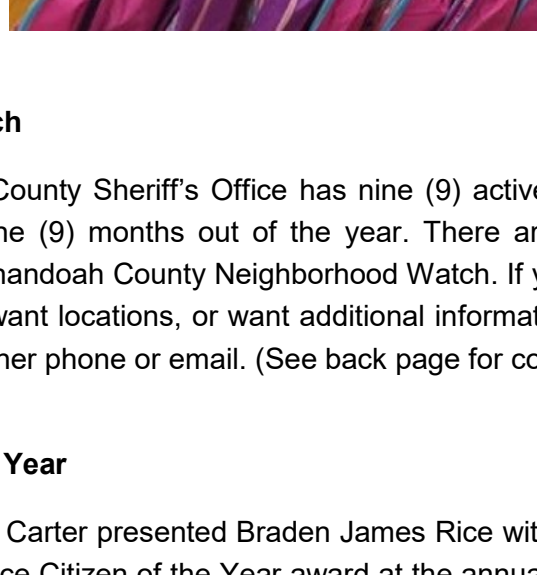 ch
County Sheriff’s Office has nine (9) active
ne (9) months out of the year. There ar
nandoah County Neighborhood Watch. If y
want locations, or want additional informat
her phone or email. (See back page for co
Year
Carter presented Braden James Rice wit
ce Citizen of the Year award at the annua